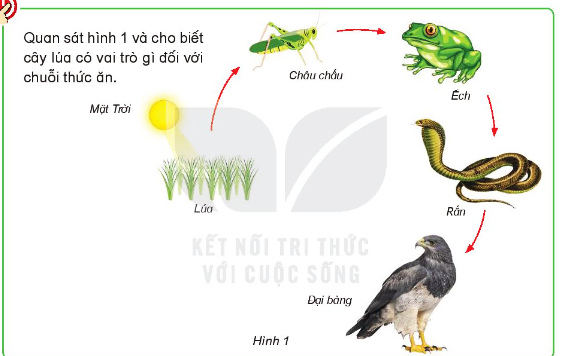 Quan sát hình 1 và cho biết
cây lúa có vai trò gì đối với
chuỗi thức ăn.
Mặt Trời
Châu chấu
Ếch
Lúa
Rắn
KẾT NỐI TRI THỨC
VỚI CUỘC SỐNG
Đại bàng
Hình 1